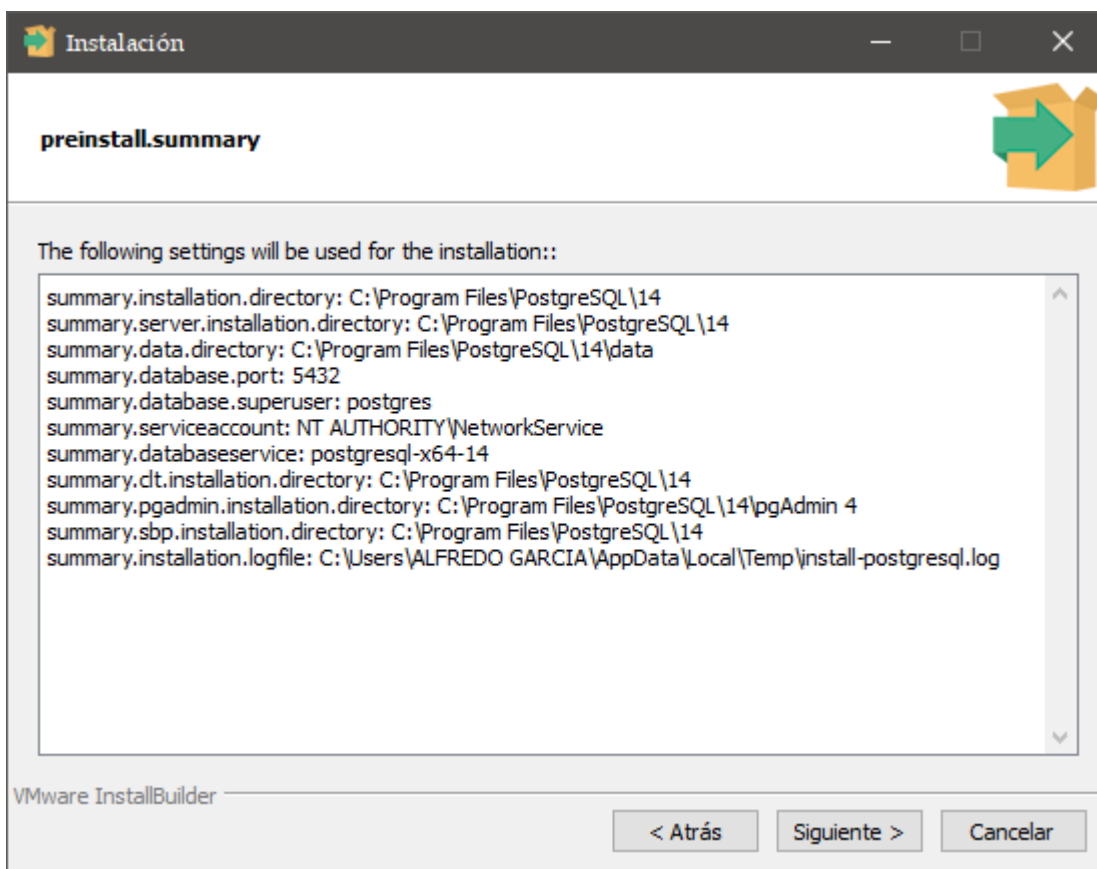 Instalación
preinstall.summary
The following settings will be used for the installation::
summary.installation.directory: C:\Program Files\PostgreSQL\14
summary.server.installation.directory: C:\Program Files\PostgreSQL\14
summary.data.directory: C:\Program Files\PostgreSQL\14\data
summary.database.port: 5432
summary.database.superuser: postgres
summary.serviceaccount: NT AUTHORITY\NetworkService
summary.databaseservice: postgresql-x64-14
summary.clt.installation.directory: C:\Program Files\PostgreSQL\14
summary.pgadmin.installation.directory: C:\Program Files\PostgreSQL\14\pgAdmin 4
summary.sbp.installation.directory: C:\Program Files\PostgreSQL\14
summary.installation.logfile: C:\Users\ALFREDO GARCIA\AppData\Local\Temp\install-postgresql.log
VMware InstallBuilder
< Atrás Siguiente > Cancelar